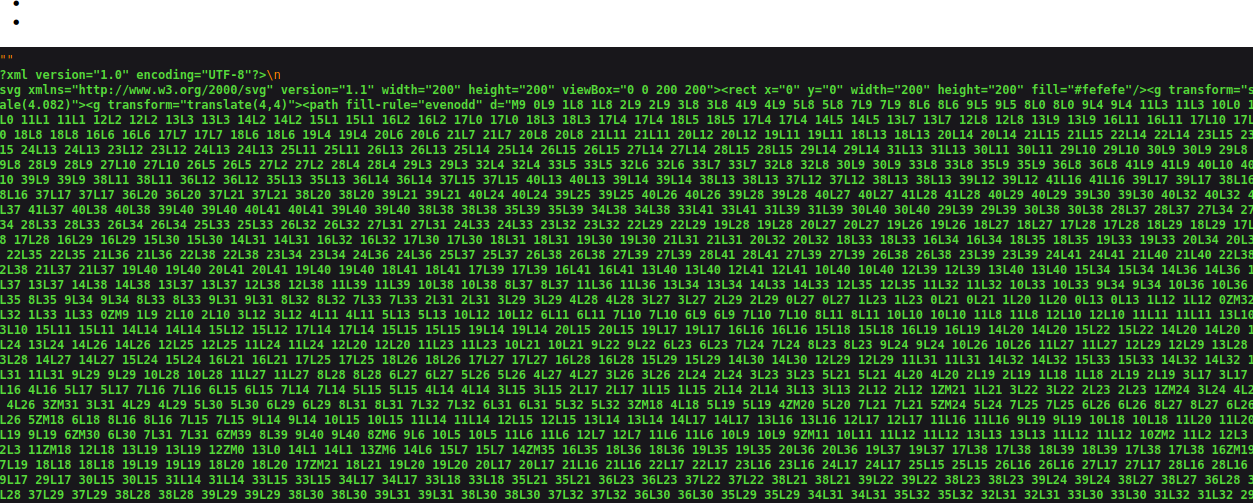 ""
?xml version="1.0" encoding="UTF-8"?>\n
svg xmlns="http://www.w3.org/2000/svg" version="1.1" width="200" height="200" viewBox="0 0 200 200"><rect x="0" y="0" width="200" height="200" fill="#fefefe"/><g transform="s
ale(4.082)"><g transform="translate(4,4)"><path fill-rule="evenodd" d="M9 0L9 1L8 1L8 2L9 2L9 3L8 3L8 4L9 4L9 5L8 5L8 7L9 7L9 8L6 8L6 9L5 9L5 8L0 8L0 9L4 9L4 11L3 11L3 10L0 1
L0 11L1 11L1 12L2 12L2 13L3 13L3 14L2 14L2 15L1 15L1 16L2 16L2 17L0 17L0 18L3 18L3 17L4 17L4 18L5 18L5 17L4 17L4 14L5 14L5 13L7 13L7 12L8 12L8 13L9 13L9 16L11 16L11 17L10 17L
0 18L8 18L8 16L6 16L6 17L7 17L7 18L6 18L6 19L4 19L4 20L6 20L6 21L7 21L7 20L8 20L8 21L11 21L11 20L12 20L12 19L11 19L11 18L13 18L13 20L14 20L14 21L15 21L15 22L14 22L14 23L15 23
15 24L13 24L13 23L12 23L12 24L13 24L13 25L11 25L11 26L13 26L13 25L14 25L14 26L15 26L15 27L14 27L14 28L15 28L15 29L14 29L14 31L13 31L13 30L11 30L11 29L10 29L10 30L9 30L9 29L8
9L8 28L9 28L9 27L10 27L10 26L5 26L5 27L2 27L2 28L4 28L4 29L3 29L3 32L4 32L4 33L5 33L5 32L6 32L6 33L7 33L7 32L8 32L8 30L9 30L9 33L8 33L8 35L9 35L9 36L8 36L8 41L9 41L9 40L10 40
10 39L9 39L9 38L11 38L11 36L12 36L12 35L13 35L13 36L14 36L14 37L15 37L15 40L13 40L13 39L14 39L14 38L13 38L13 37L12 37L12 38L13 38L13 39L12 39L12 41L16 41L16 39L17 39L17 38L16
8L16 37L17 37L17 36L20 36L20 37L21 37L21 38L20 38L20 39L21 39L21 40L24 40L24 39L25 39L25 40L26 40L26 39L28 39L28 40L27 40L27 41L28 41L28 40L29 40L29 39L30 39L30 40L32 40L32 4
L37 41L37 40L38 40L38 39L40 39L40 40L41 40L41 39L40 39L40 38L38 38L38 35L39 35L39 34L38 34L38 33L41 33L41 31L39 31L39 30L40 30L40 29L39 29L39 30L38 30L38 28L37 28L37 27L34 27
34 28L33 28L33 26L34 26L34 25L33 25L33 26L32 26L32 27L31 27L31 24L33 24L33 23L32 23L32 22L29 22L29 19L28 19L28 20L27 20L27 19L26 19L26 18L27 18L27 17L28 17L28 18L29 18L29 17L
8 17L28 16L29 16L29 15L30 15L30 14L31 14L31 16L32 16L32 17L30 17L30 18L31 18L31 19L30 19L30 21L31 21L31 20L32 20L32 18L33 18L33 16L34 16L34 18L35 18L35 19L33 19L33 20L34 20L3
22L35 22L35 21L36 21L36 22L38 22L38 23L34 23L34 24L36 24L36 25L37 25L37 26L38 26L38 27L39 27L39 28L41 28L41 27L39 27L39 26L38 26L38 23L39 23L39 24L41 24L41 21L40 21L40 22L38
2L38 21L37 21L37 19L40 19L40 20L41 20L41 19L40 19L40 18L41 18L41 17L39 17L39 16L41 16L41 13L40 13L40 12L41 12L41 10L40 10L40 12L39 12L39 13L40 13L40 15L34 15L34 14L36 14L36 1
L37 13L37 14L38 14L38 13L37 13L37 12L38 12L38 11L39 11L39 10L38 10L38 8L37 8L37 11L36 11L36 13L34 13L34 14L33 14L33 12L35 12L35 11L32 11L32 10L33 10L33 9L34 9L34 10L36 10L36
L35 8L35 9L34 9L34 8L33 8L33 9L31 9L31 8L32 8L32 7L33 7L33 2L31 2L31 3L29 3L29 4L28 4L28 3L27 3L27 2L29 2L29 0L27 0L27 1L23 1L23 0L21 0L21 1L20 1L20 0L13 0L13 1L12 1L12 0ZM32
L32 1L33 1L33 0ZM9 1L9 2L10 2L10 3L12 3L12 4L11 4L11 5L13 5L13 10L12 10L12 6L11 6L11 7L10 7L10 6L9 6L9 7L10 7L10 8L11 8L11 10L10 10L10 11L8 11L8 12L10 12L10 11L11 11L11 13L10
3L10 15L11 15L11 14L14 14L14 15L12 15L12 17L14 17L14 15L15 15L15 19L14 19L14 20L15 20L15 19L17 19L17 16L16 16L16 15L18 15L18 16L19 16L19 14L20 14L20 15L22 15L22 14L20 14L20 1
L24 13L24 14L26 14L26 12L25 12L25 11L24 11L24 12L20 12L20 11L23 11L23 10L21 10L21 9L22 9L22 6L23 6L23 7L24 7L24 8L23 8L23 9L24 9L24 10L26 10L26 11L27 11L27 12L29 12L29 13L28
3L28 14L27 14L27 15L24 15L24 16L21 16L21 17L25 17L25 18L26 18L26 17L27 17L27 16L28 16L28 15L29 15L29 14L30 14L30 12L29 12L29 11L31 11L31 14L32 14L32 15L33 15L33 14L32 14L32 1
L31 11L31 9L29 9L29 10L28 10L28 11L27 11L27 8L28 8L28 6L27 6L27 5L26 5L26 4L27 4L27 3L26 3L26 2L24 2L24 3L23 3L23 5L21 5L21 4L20 4L20 2L19 2L19 1L18 1L18 2L19 2L19 3L17 3L17
L16 4L16 5L17 5L17 7L16 7L16 6L15 6L15 7L14 7L14 5L15 5L15 4L14 4L14 3L15 3L15 2L17 2L17 1L15 1L15 2L14 2L14 3L13 3L13 2L12 2L12 1ZM21 1L21 3L22 3L22 2L23 2L23 1ZM24 3L24 4L2
4L26 3ZM31 3L31 4L29 4L29 5L30 5L30 6L29 6L29 8L31 8L31 7L32 7L32 6L31 6L31 5L32 5L32 3ZM18 4L18 5L19 5L19 4ZM20 5L20 7L21 7L21 5ZM24 5L24 7L25 7L25 6L26 6L26 8L27 8L27 6L26
L26 5ZM18 6L18 8L16 8L16 7L15 7L15 9L14 9L14 10L15 10L15 11L14 11L14 12L15 12L15 13L14 13L14 14L17 14L17 13L16 13L16 12L17 12L17 11L16 11L16 9L19 9L19 10L18 10L18 11L20 11L20
L19 9L19 6ZM30 6L30 7L31 7L31 6ZM39 8L39 9L40 9L40 8ZM6 9L6 10L5 10L5 11L6 11L6 12L7 12L7 11L6 11L6 10L9 10L9 9ZM11 10L11 11L12 11L12 13L13 13L13 11L12 11L12 10ZM2 11L2 12L3
2L3 11ZM18 12L18 13L19 13L19 12ZM0 13L0 14L1 14L1 13ZM6 14L6 15L7 15L7 14ZM35 16L35 18L36 18L36 19L35 19L35 20L36 20L36 19L37 19L37 17L38 17L38 18L39 18L39 17L38 17L38 16ZM19
7L19 18L18 18L18 19L19 19L19 18L20 18L20 17ZM21 18L21 19L20 19L20 20L17 20L17 21L16 21L16 22L17 22L17 23L16 23L16 24L17 24L17 25L15 25L15 26L16 26L16 27L17 27L17 28L16 28L16
9L17 29L17 30L15 30L15 31L14 31L14 33L15 33L15 34L17 34L17 33L18 33L18 35L21 35L21 36L23 36L23 37L22 37L22 38L21 38L21 39L22 39L22 38L23 38L23 39L24 39L24 38L27 38L27 36L28
L28 37L29 37L29 38L28 38L28 39L29 39L29 38L30 38L30 39L31 39L31 38L30 38L30 37L32 37L32 36L30 36L30 35L29 35L29 34L31 34L31 35L32 35L32 31L32 31L33 30L33 30L31 31L31 32L33